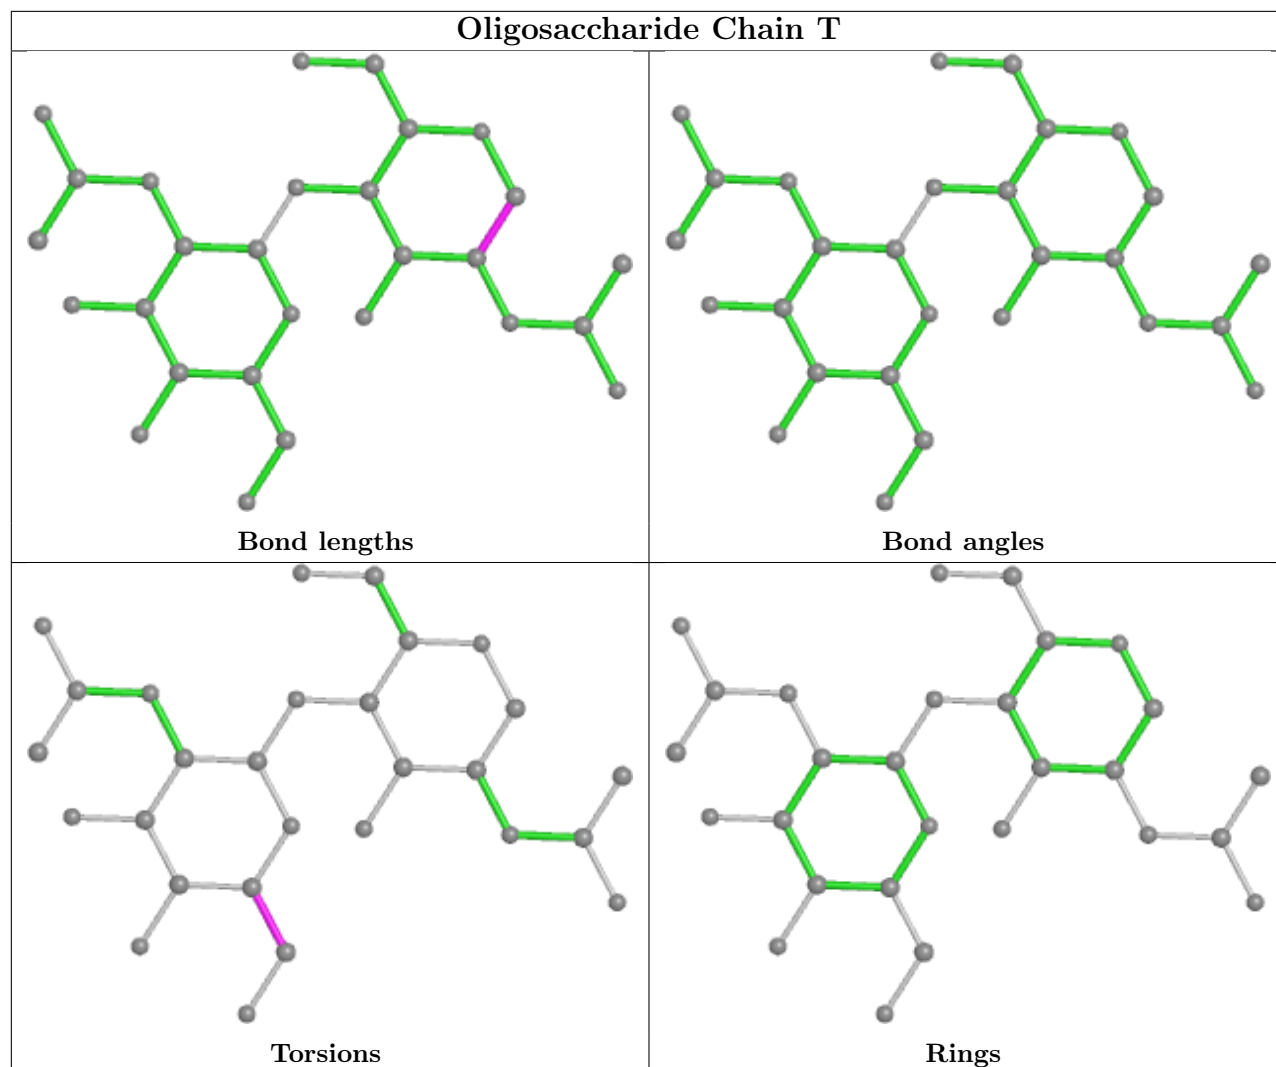 Oligosaccharide Chain T
Bond lengths
Bond angles
Torsions
Rings